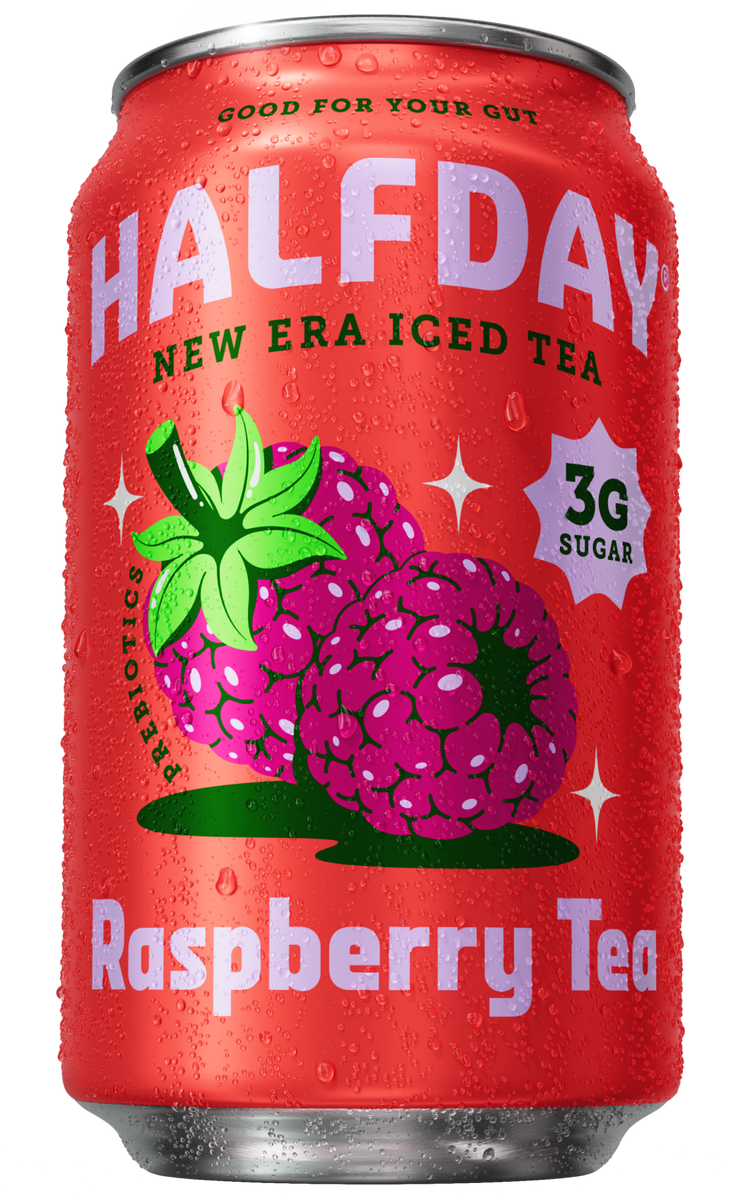 GOOD FOR YOUR GUT
HALFDAY®
NEW ERA ICED TEA
3G
SUGAR
PREBIOTICS
Raspberry Tea